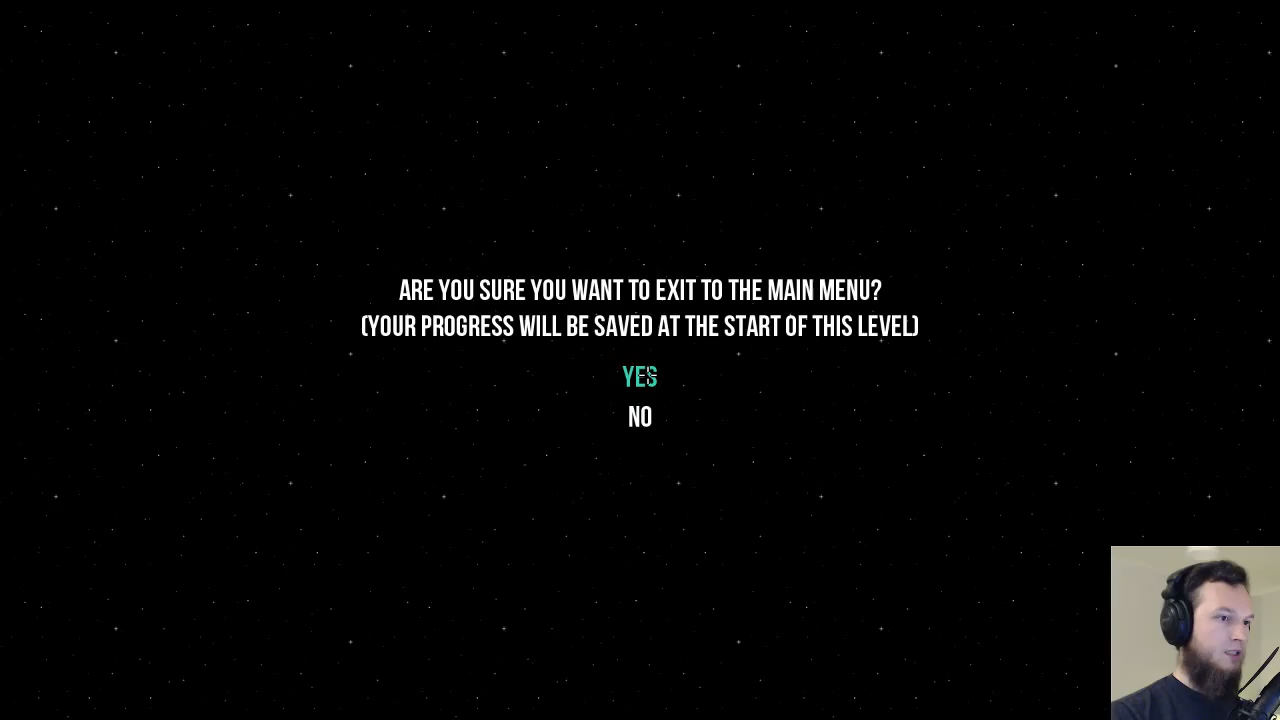 ARE YOU SURE YOU WANT TO EXIT TO THE MAIN MENU?
(YOUR PROGRESS WILL BE SAVED AT THE START OF THIS LEVEL)
YES
NO